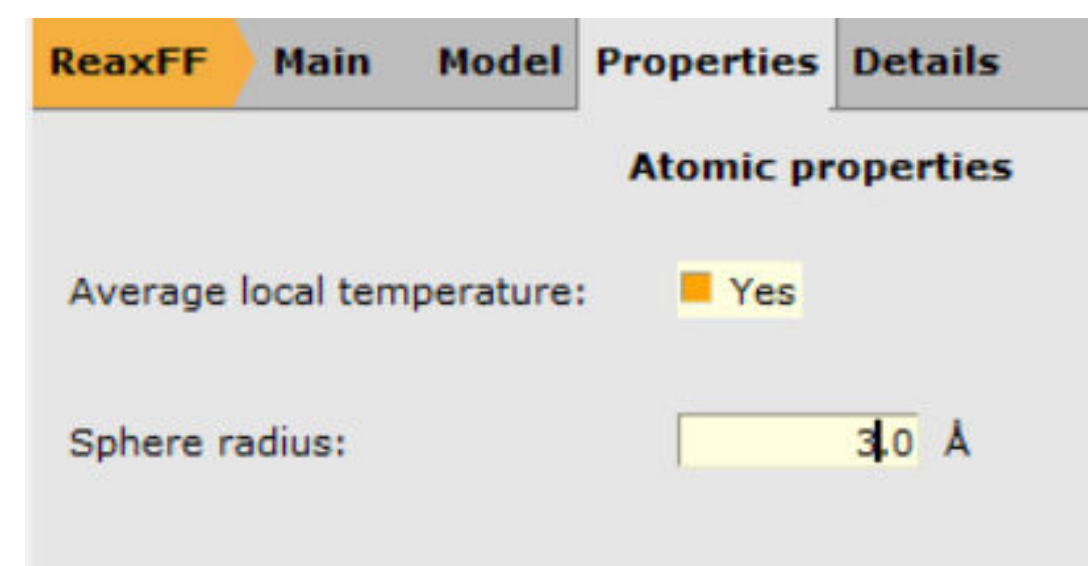 ReaxFF Main Model Properties Details
Atomic properties
Average local temperature: Yes
Sphere radius: 3.0 Å